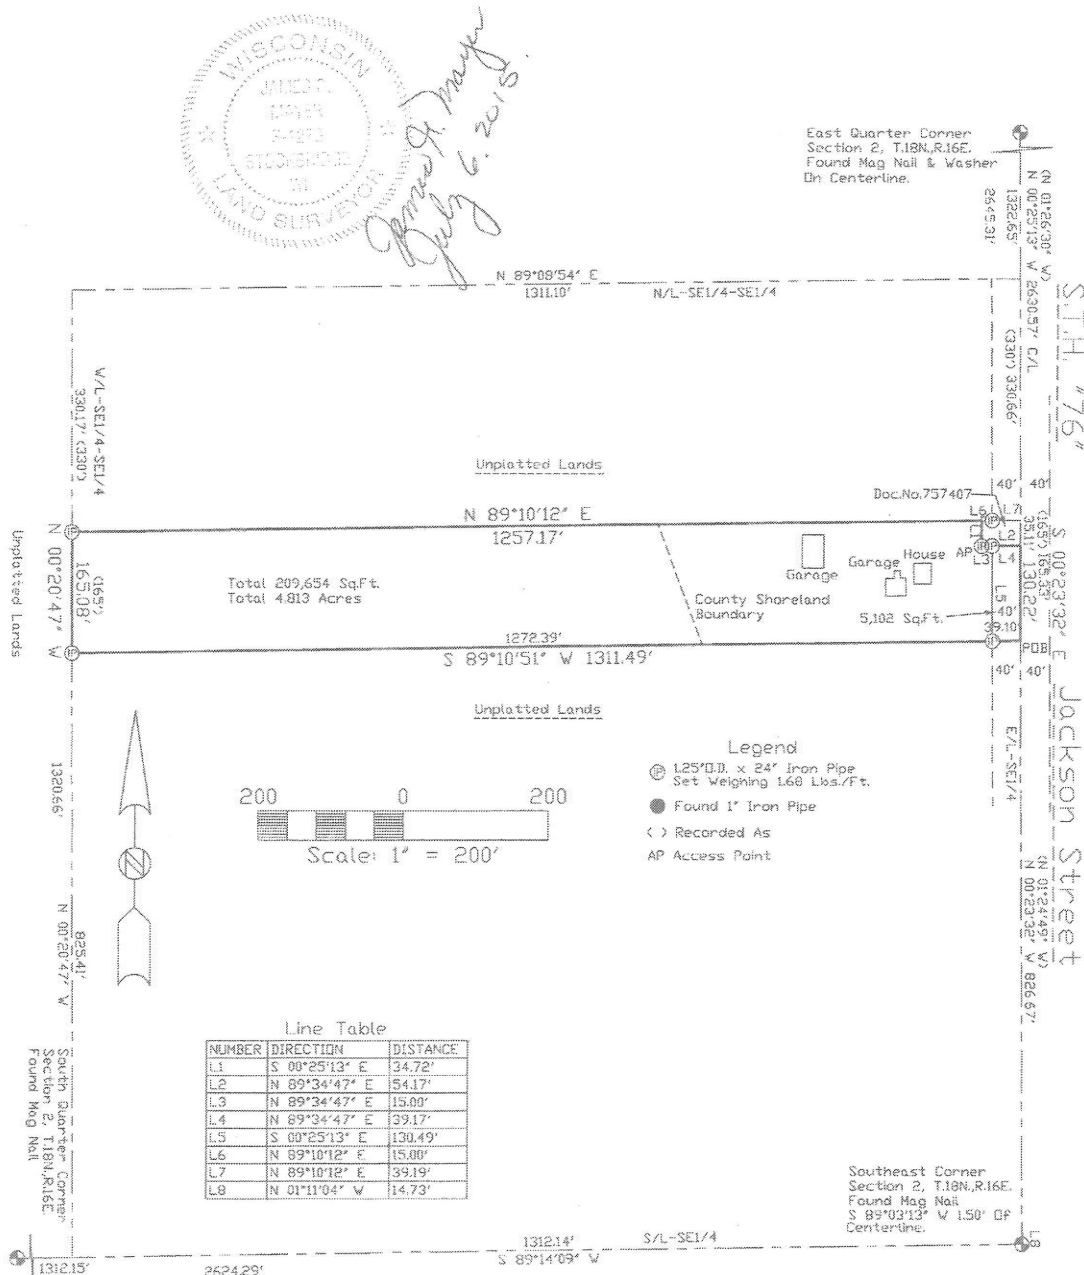 WISCONSIN
JAMES
STOCKBRIDGE
WI
LAND SURVEYOR
July 6, 2015
East Quarter Corner
Section 2, T.18N.,R.16E.
Found Mag Nail & Washer
On Centerline.
(N 01°26'30" W)
N 00°25'13" W 2630.57' C/L
1322.65'
2645.31'
S.T.H. "76"
N 89°08'54" E
1311.10'
N/L-SE1/4-SE1/4
(330') 330.66'
W/L-SE1/4-SE1/4
330.17' (330')
Unplatted Lands
40' 40'
Doc.No.757407
N 89°10'12" E
1257.17'
L6 L7
L1 L2
AP
L3 L4
L5
(165') 165.33'
35.11' 130.22'
S 00°23'32" E
Garage
Garage
House
Total 209,654 Sq.Ft.
Total 4.813 Acres
County Shoreland
Boundary
5,102 Sq.Ft.
40'
39.10'
POB
40' 40'
Unplatted Lands
N 00°20'47" W
165.08'
(165')
1272.39'
S 89°10'51" W 1311.49'
Unplatted Lands
Jackson Street
E/L-SE1/4
Legend
IP 1.25"O.D. x 24" Iron Pipe
Set Weighing 1.68 Lbs./Ft.
Found 1" Iron Pipe
( ) Recorded As
AP Access Point
200 0 200
Scale: 1" = 200'
N
1320.66'
825.41'
N 00°20'47" W
(N 01°24'49" W)
N 00°23'32" W 826.67'
Line Table
NUMBER DIRECTION DISTANCE
L1 S 00°25'13" E 34.72'
L2 N 89°34'47" E 54.17'
L3 N 89°34'47" E 15.00'
L4 N 89°34'47" E 39.17'
L5 S 00°25'13" E 130.49'
L6 N 89°10'12" E 15.00'
L7 N 89°10'12" E 39.19'
L8 N 01°11'04" W 14.73'
South Quarter Corner
Section 2, T.18N.,R.16E.
Found Mag Nail
Southeast Corner
Section 2, T.18N.,R.16E.
Found Mag Nail
S 89°03'13" W 1.50' Of
Centerline.
L8
1312.14'
S/L-SE1/4
S 89°14'09" W
1312.15'
2624.29'